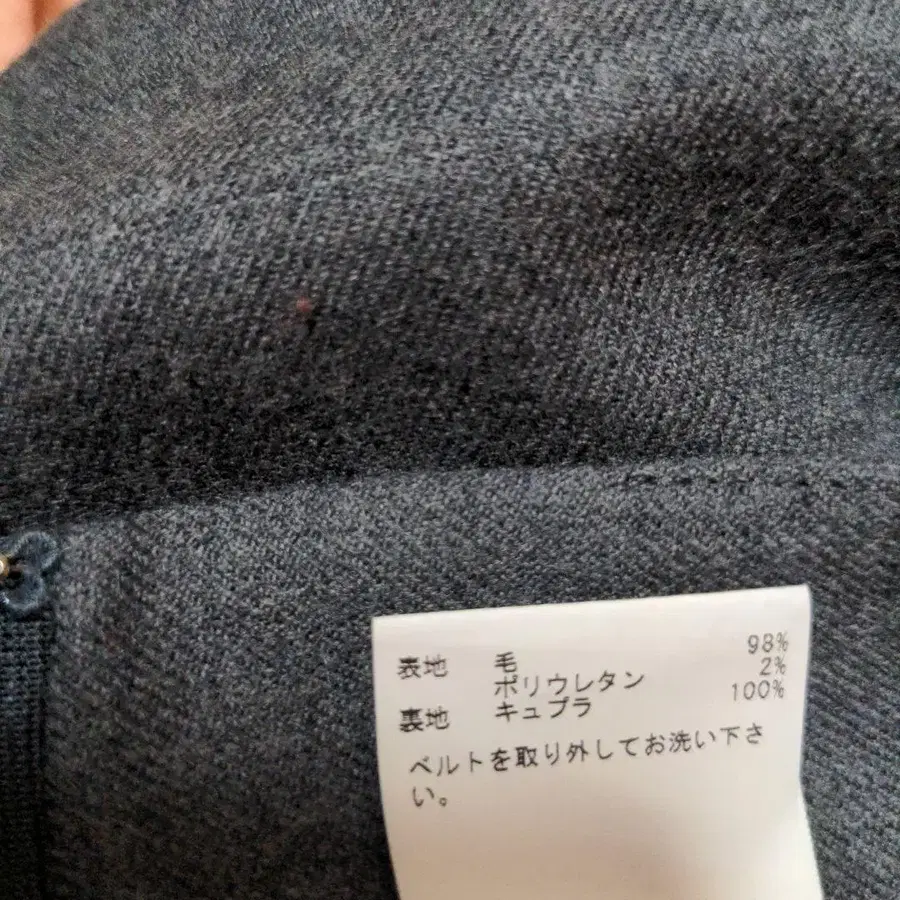 表地 毛 98%
ポリウレタン 2%
裏地 キュプラ 100%
ベルトを取り外してお洗い下さ
い。